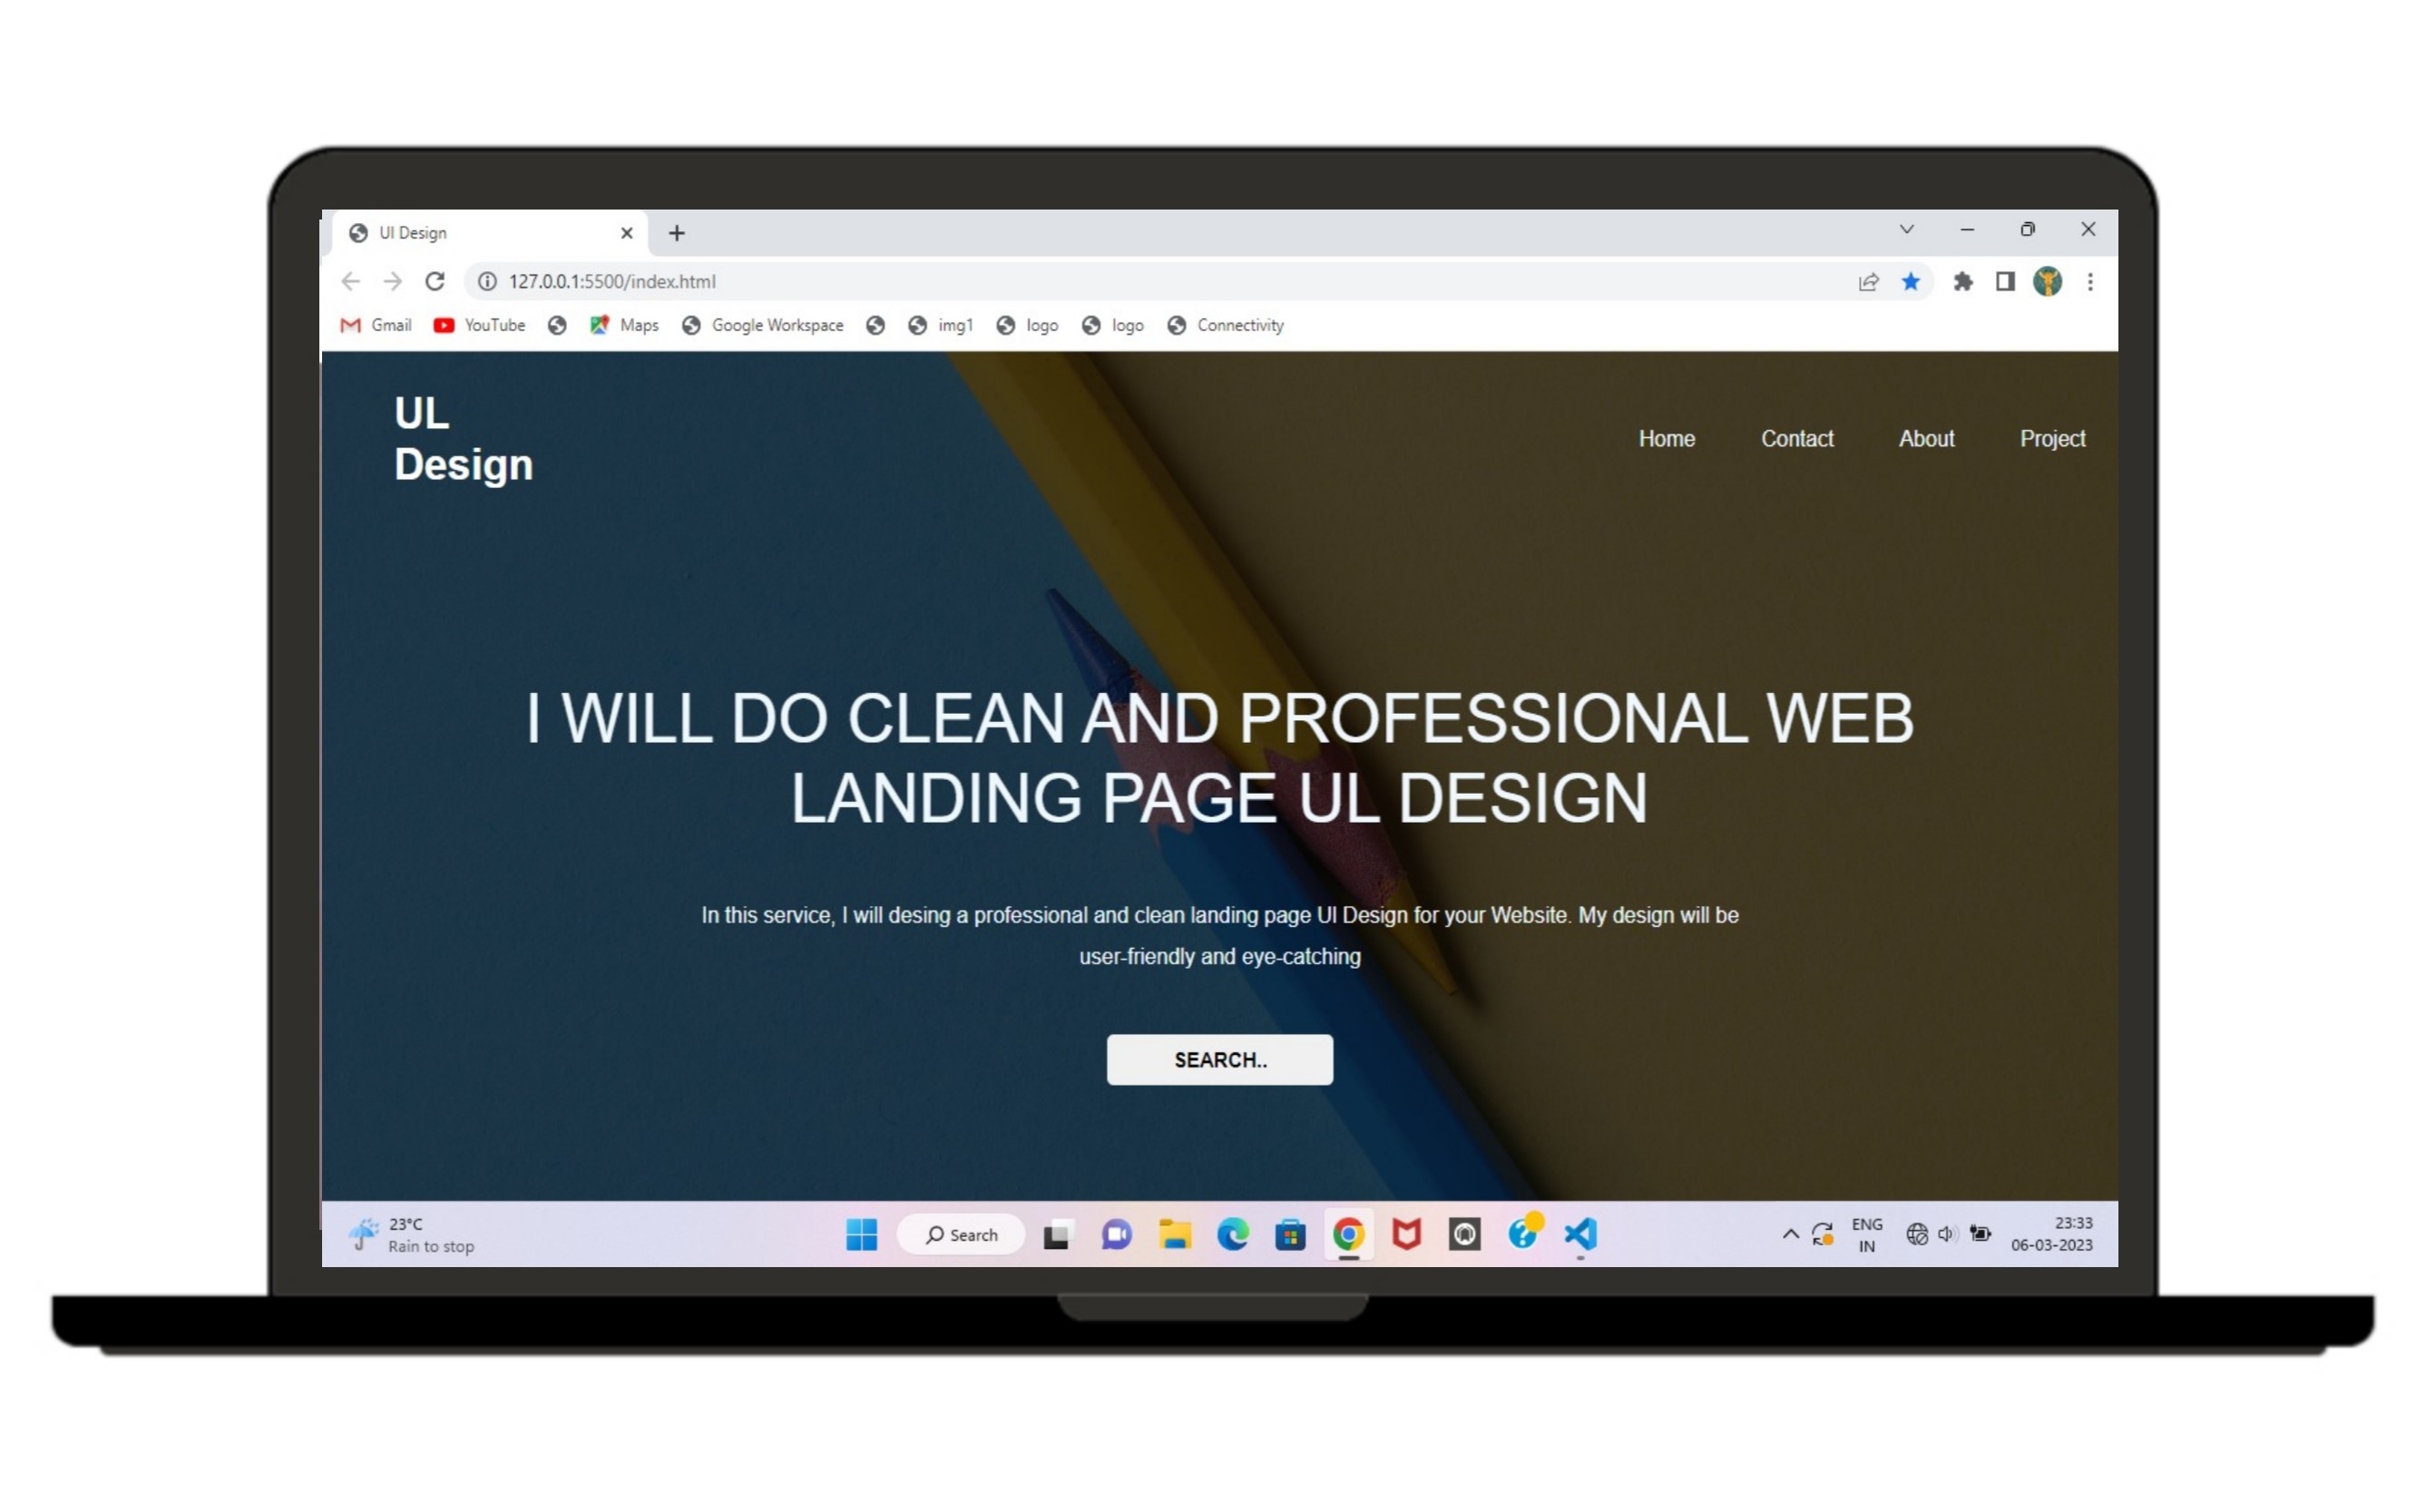 UI Design
127.0.0.1:5500/index.html
Gmail YouTube Maps Google Workspace img1 logo logo Connectivity
UL
Design
Home Contact About Project
I WILL DO CLEAN AND PROFESSIONAL WEB
LANDING PAGE UL DESIGN
In this service, I will desing a professional and clean landing page UI Design for your Website. My design will be
user-friendly and eye-catching
SEARCH..
23°C
Rain to stop
Search
ENG
IN
23:33
06-03-2023